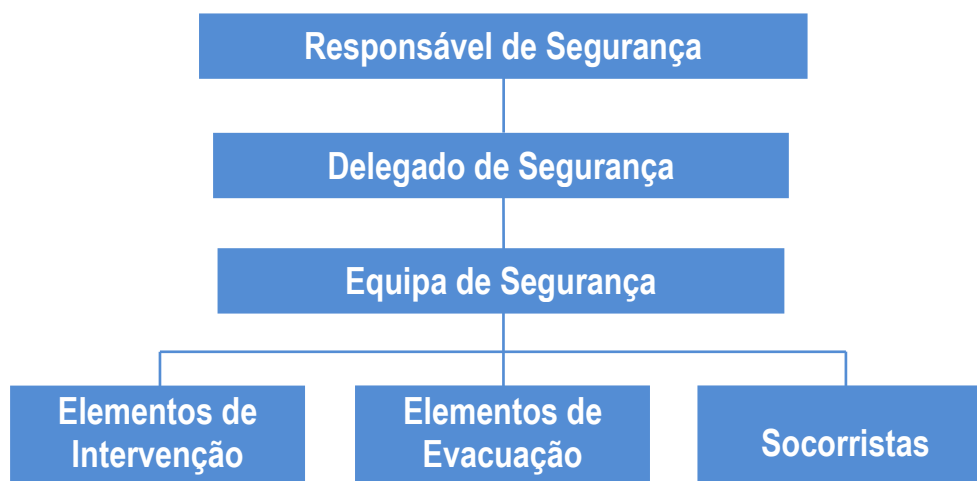 Responsável de Segurança
Delegado de Segurança
Equipa de Segurança
Elementos de
Intervenção
Elementos de
Evacuação
Socorristas